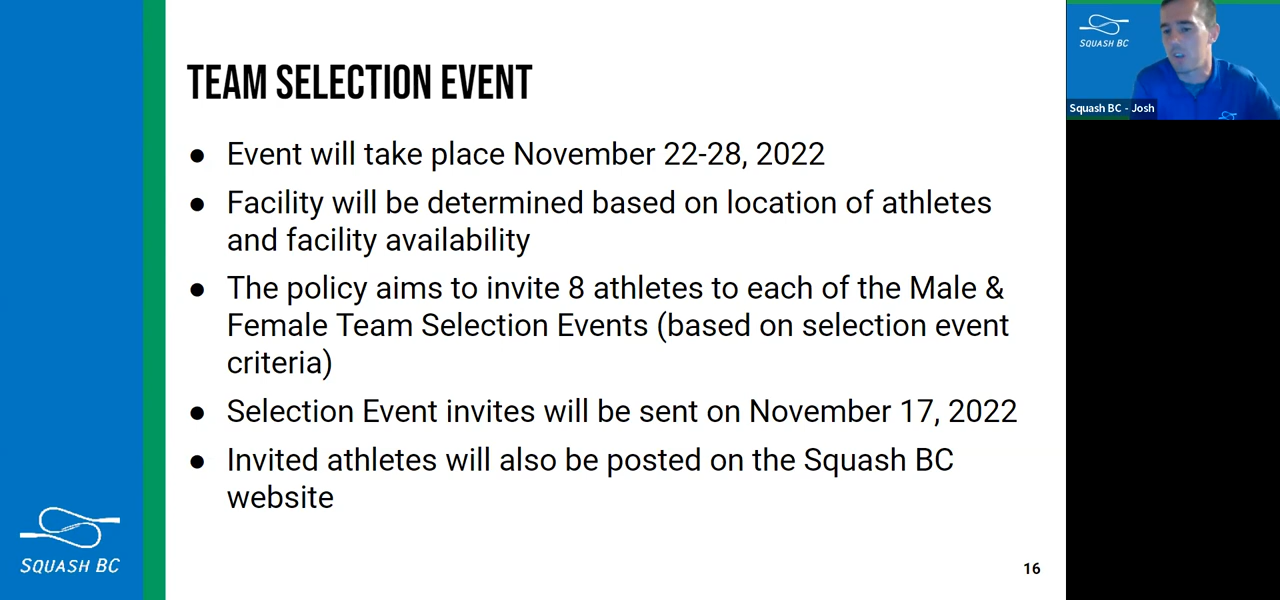 TEAM SELECTION EVENT
● Event will take place November 22-28, 2022
● Facility will be determined based on location of athletes
and facility availability
● The policy aims to invite 8 athletes to each of the Male &
Female Team Selection Events (based on selection event
criteria)
● Selection Event invites will be sent on November 17, 2022
● Invited athletes will also be posted on the Squash BC
website
SQUASH BC
16
SQUASH BC
Squash BC - Josh